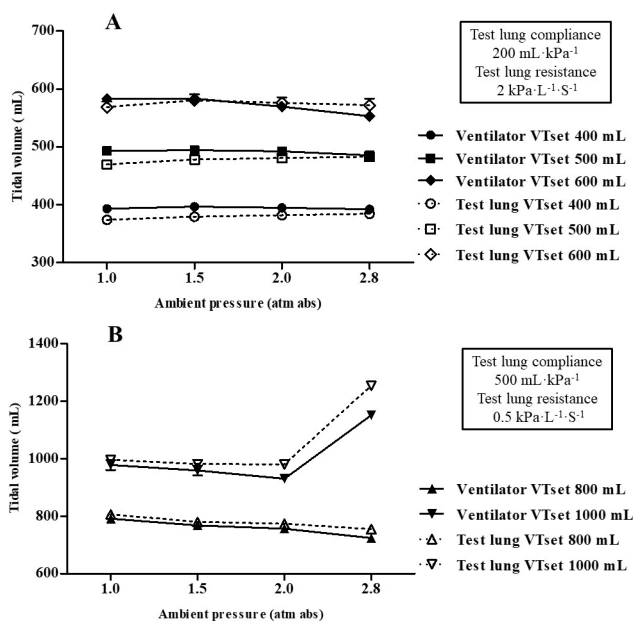 A
Tidal volume ( mL)
700
600
500
400
300
1.0
1.5
2.0
2.8
Ambient pressure (atm abs)
Test lung compliance
200 mL·kPa⁻¹
Test lung resistance
2 kPa·L⁻¹·S⁻¹
Ventilator VTset 400 mL
Ventilator VTset 500 mL
Ventilator VTset 600 mL
Test lung VTset 400 mL
Test lung VTset 500 mL
Test lung VTset 600 mL
B
Tidal volume ( mL)
1400
1200
1000
800
600
1.0
1.5
2.0
2.8
Ambient pressure (atm abs)
Test lung compliance
500 mL·kPa⁻¹
Test lung resistance
0.5 kPa·L⁻¹·S⁻¹
Ventilator VTset 800 mL
Ventilator VTset 1000 mL
Test lung VTset 800 mL
Test lung VTset 1000 mL